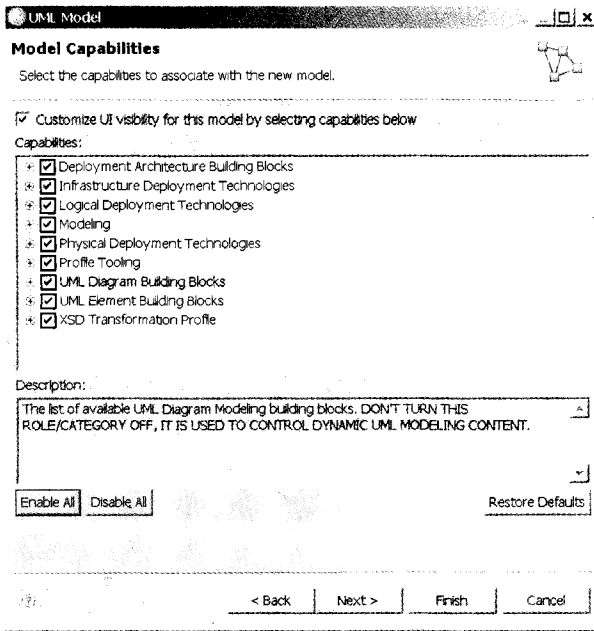 UML Model
Model Capabilities
Select the capabilities to associate with the new model.
Customize UI visibility for this model by selecting capabilities below
Capabilities:
Deployment Architecture Building Blocks
Infrastructure Deployment Technologies
Logical Deployment Technologies
Modeling
Physical Deployment Technologies
Profile Tooling
UML Diagram Building Blocks
UML Element Building Blocks
XSD Transformation Profile
Description:
The list of available UML Diagram Modeling building blocks. DON'T TURN THIS
ROLE/CATEGORY OFF, IT IS USED TO CONTROL DYNAMIC UML MODELING CONTENT.
Enable All Disable All Restore Defaults
? < Back Next > Finish Cancel